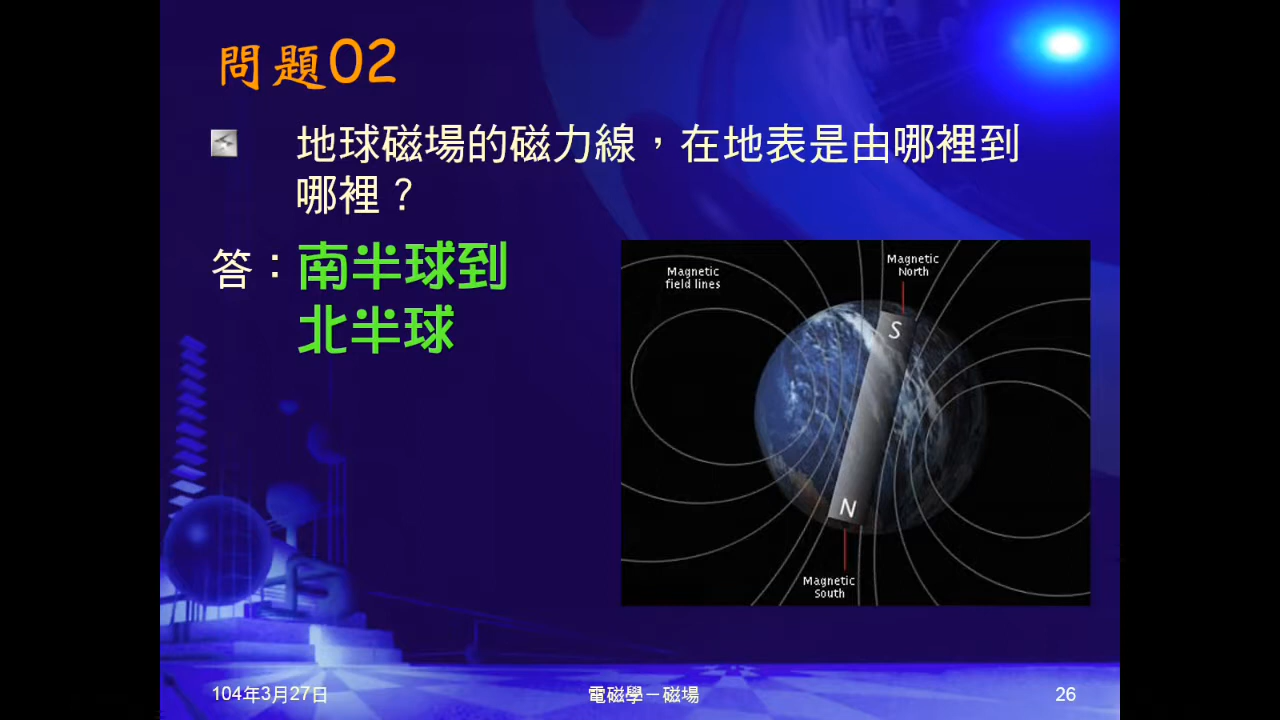 問題02
地球磁場的磁力線，在地表是由哪裡到
哪裡？
答：南半球到
北半球
Magnetic
field lines
Magnetic
North
S
N
Magnetic
South
104年3月27日
電磁學－磁場
26